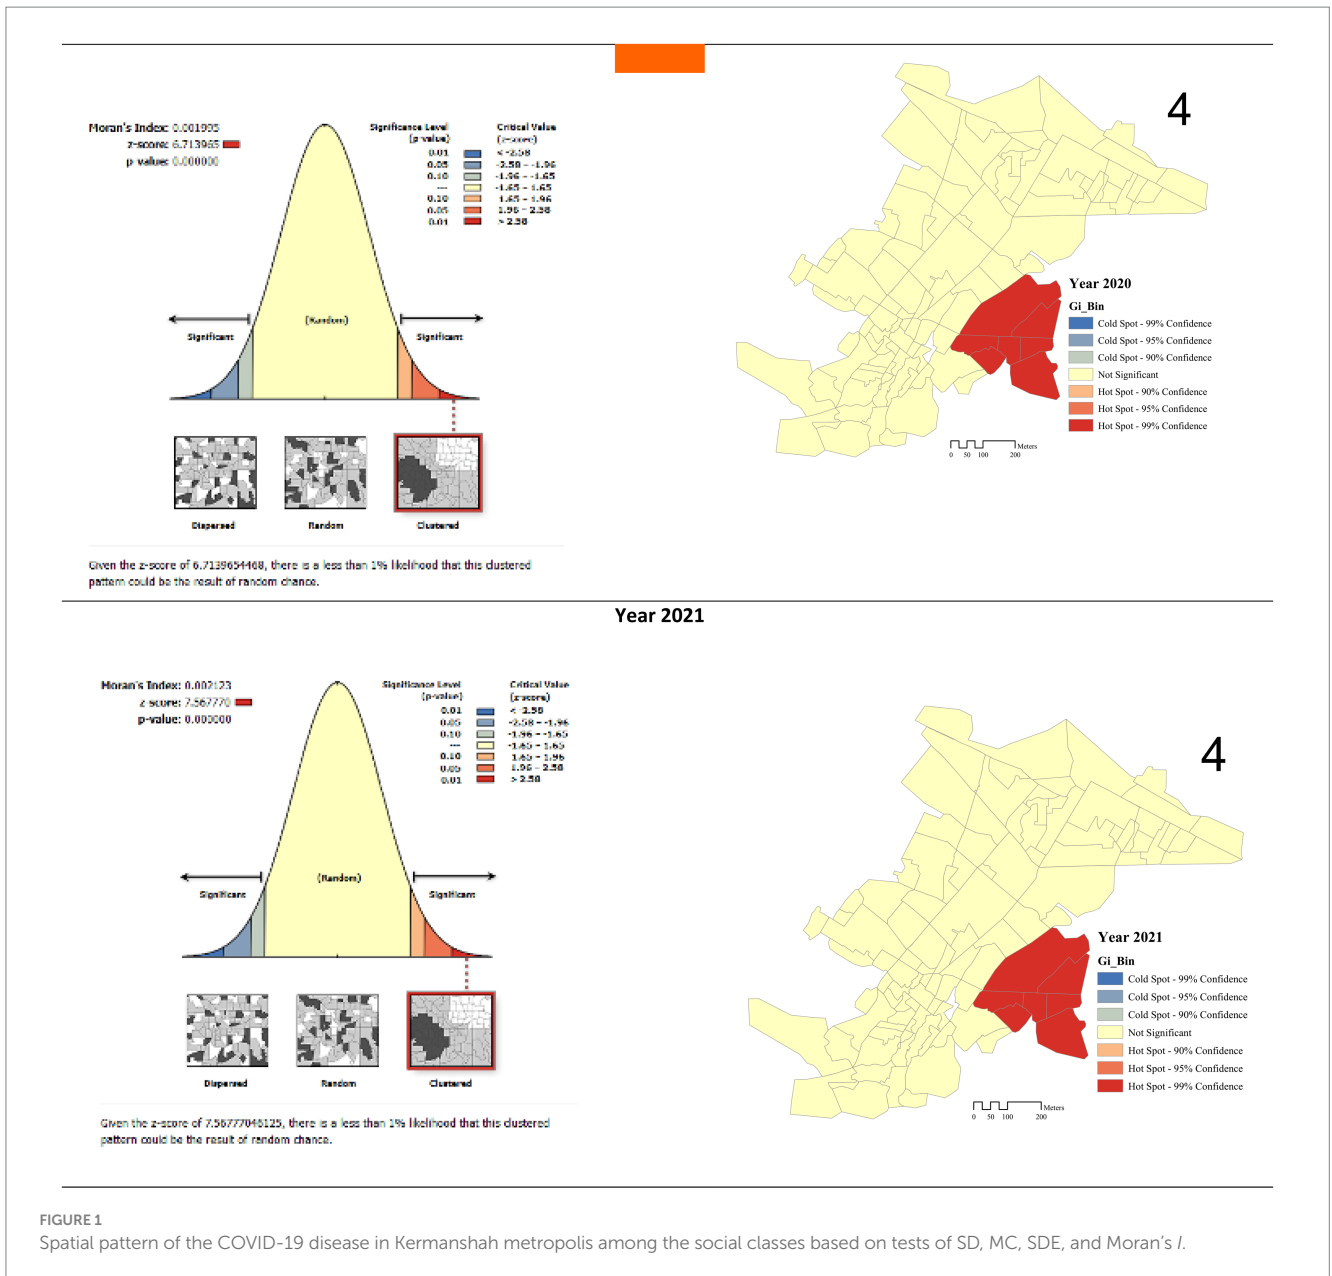 Moran's Index: 0.001995
z-score: 6.713965
p-value: 0.000000
Significance Level
(p-value)
Critical Value
(z-score)
0.01 < -2.58
0.05 -2.58 - -1.96
0.10 -1.96 - -1.65
--- -1.65 - 1.65
0.10 1.65 - 1.96
0.05 1.96 - 2.58
0.01 > 2.58
Significant
(Random)
Significant
Dispersed
Random
Clustered
Given the z-score of 6.7139654468, there is a less than 1% likelihood that this clustered
pattern could be the result of random chance.
4
Year 2020
Gi_Bin
Cold Spot - 99% Confidence
Cold Spot - 95% Confidence
Cold Spot - 90% Confidence
Not Significant
Hot Spot - 90% Confidence
Hot Spot - 95% Confidence
Hot Spot - 99% Confidence
Meters
0 50 100 200
Year 2021
Moran's Index: 0.002123
z-score: 7.567770
p-value: 0.000000
Significance Level
(p-value)
Critical Value
(z-score)
0.01 < -2.58
0.05 -2.58 - -1.96
0.10 -1.96 - -1.65
--- -1.65 - 1.65
0.10 1.65 - 1.96
0.05 1.96 - 2.58
0.01 > 2.58
Significant
(Random)
Significant
Dispersed
Random
Clustered
Given the z-score of 7.56777046125, there is a less than 1% likelihood that this clustered
pattern could be the result of random chance.
4
Year 2021
Gi_Bin
Cold Spot - 99% Confidence
Cold Spot - 95% Confidence
Cold Spot - 90% Confidence
Not Significant
Hot Spot - 90% Confidence
Hot Spot - 95% Confidence
Hot Spot - 99% Confidence
Meters
0 50 100 200
FIGURE 1
Spatial pattern of the COVID-19 disease in Kermanshah metropolis among the social classes based on tests of SD, MC, SDE, and Moran's I.